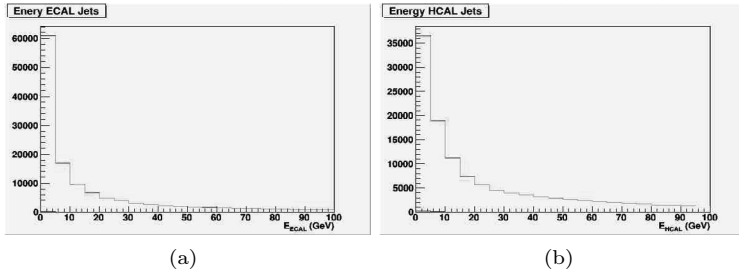 Enery ECAL Jets
60000
50000
40000
30000
20000
10000
0
0 10 20 30 40 50 60 70 80 90 100
E_ECAL (GeV)
(a)
Energy HCAL Jets
35000
30000
25000
20000
15000
10000
5000
0
0 10 20 30 40 50 60 70 80 90 100
E_HCAL (GeV)
(b)